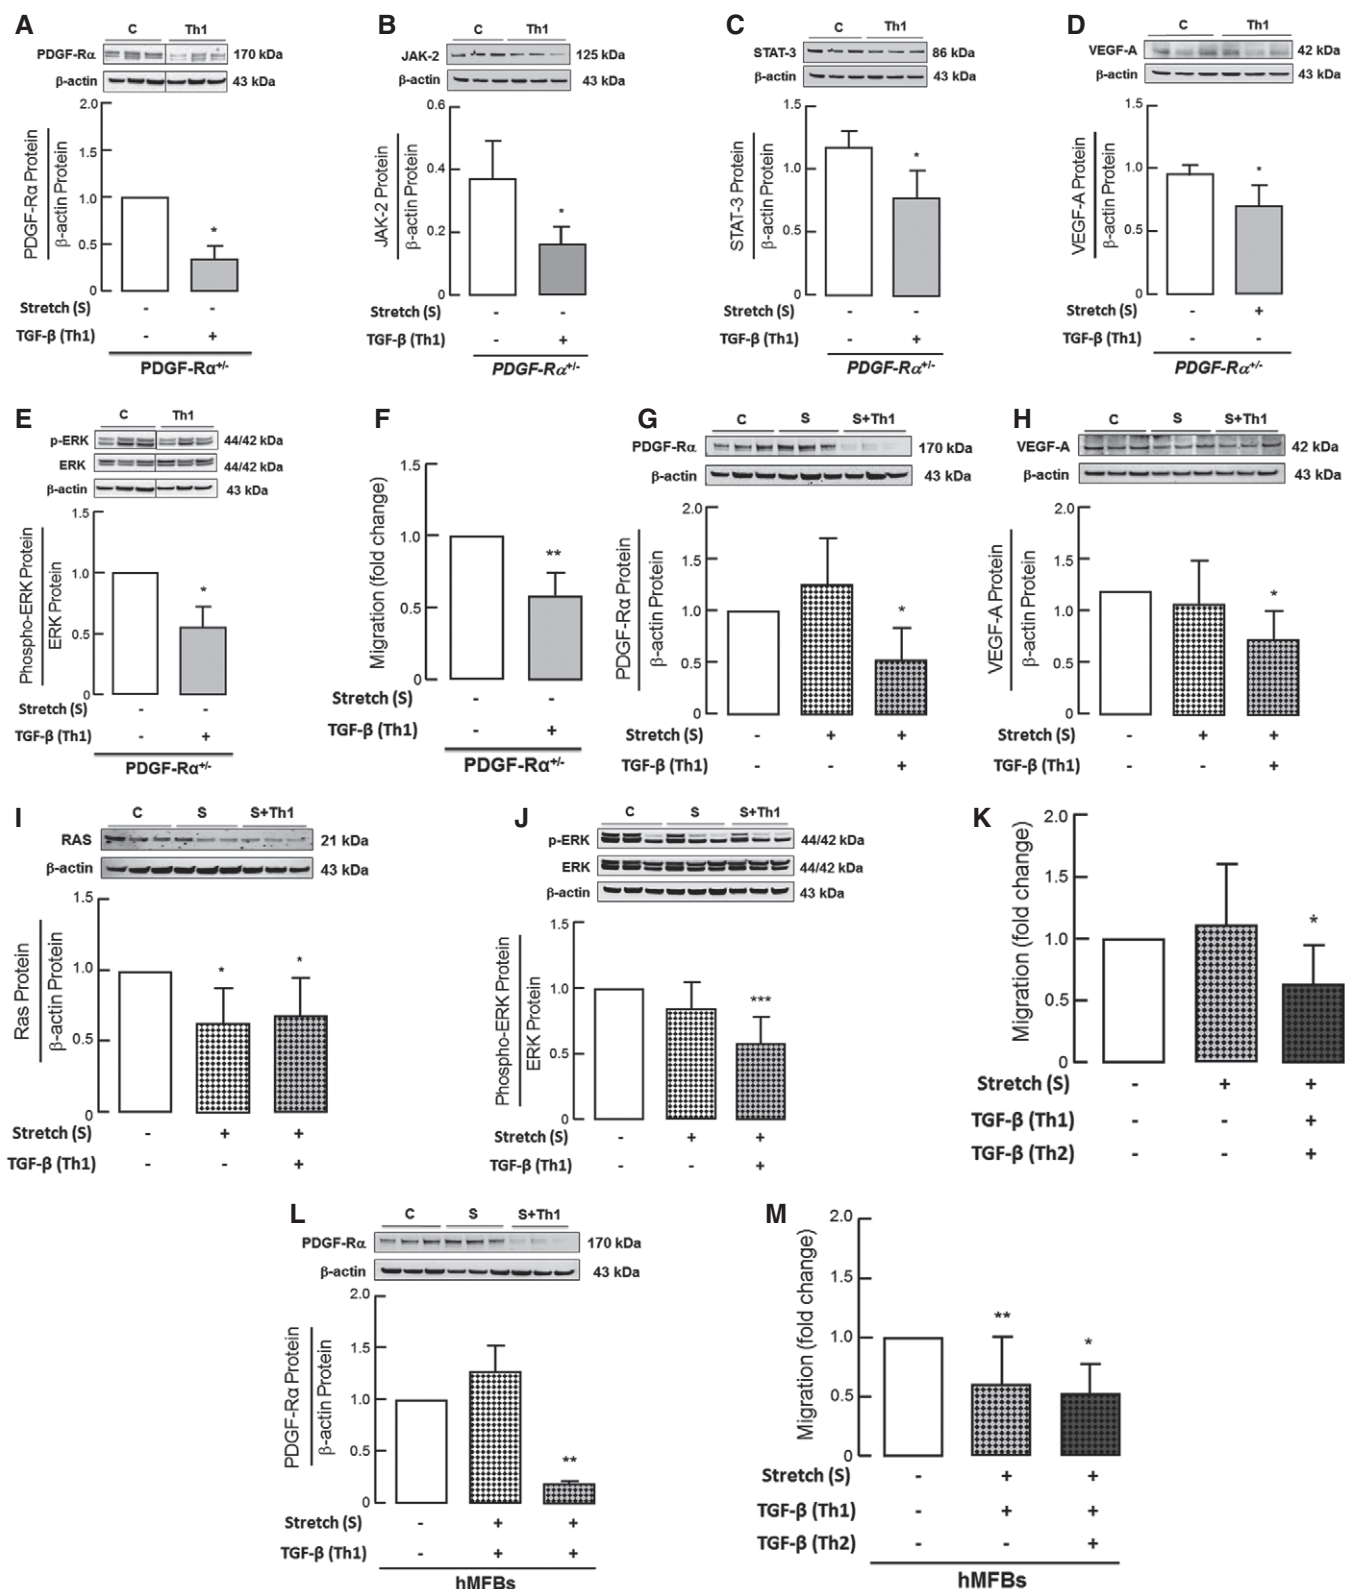 A
C Th1
PDGF-Rα 170 kDa
β-actin 43 kDa
2.0
1.5
1.0
0.5
0
PDGF-Rα Protein
β-actin Protein
*
Stretch (S) - -
TGF-β (Th1) - +
PDGF-Rα+/-
B
C Th1
JAK-2 125 kDa
β-actin 43 kDa
0.6
0.4
0.2
0
JAK-2 Protein
β-actin Protein
*
Stretch (S) - -
TGF-β (Th1) - +
PDGF-Rα+/-
C
C Th1
STAT-3 86 kDa
β-actin 43 kDa
1.5
1.0
0.5
0
STAT-3 Protein
β-actin Protein
*
Stretch (S) - -
TGF-β (Th1) - +
PDGF-Rα+/-
D
C Th1
VEGF-A 42 kDa
β-actin 43 kDa
1.5
1.0
0.5
0
VEGF-A Protein
β-actin Protein
*
Stretch (S) - +
TGF-β (Th1) - -
PDGF-Rα+/-
E
C Th1
p-ERK 44/42 kDa
ERK 44/42 kDa
β-actin 43 kDa
1.5
1.0
0.5
0
Phospho-ERK Protein
ERK Protein
*
Stretch (S) - -
TGF-β (Th1) - +
PDGF-Rα+/-
F
1.5
1.0
0.5
0
Migration (fold change)
**
Stretch (S) - -
TGF-β (Th1) - +
PDGF-Rα+/-
G
C S S+Th1
PDGF-Rα 170 kDa
β-actin 43 kDa
2.0
1.5
1.0
0.5
0
PDGF-Rα Protein
β-actin Protein
*
Stretch (S) - + +
TGF-β (Th1) - - +
H
C S S+Th1
VEGF-A 42 kDa
β-actin 43 kDa
2.0
1.5
1.0
0.5
0
VEGF-A Protein
β-actin Protein
*
Stretch (S) - + +
TGF-β (Th1) - - +
I
C S S+Th1
RAS 21 kDa
β-actin 43 kDa
1.5
1.0
0.5
0
Ras Protein
β-actin Protein
* *
Stretch (S) - + +
TGF-β (Th1) - - +
J
C S S+Th1
p-ERK 44/42 kDa
ERK 44/42 kDa
β-actin 43 kDa
1.5
1.0
0.5
0
Phospho-ERK Protein
ERK Protein
***
Stretch (S) - + +
TGF-β (Th1) - - +
K
2.0
1.5
1.0
0.5
0
Migration (fold change)
*
Stretch (S) - + +
TGF-β (Th1) - - +
TGF-β (Th2) - - +
L
C S S+Th1
PDGF-Rα 170 kDa
β-actin 43 kDa
2.0
1.5
1.0
0.5
0
PDGF-Rα Protein
β-actin Protein
**
Stretch (S) - + +
TGF-β (Th1) - + +
hMFBs
M
2.0
1.5
1.0
0.5
0
Migration (fold change)
** *
Stretch (S) - + +
TGF-β (Th1) - + +
TGF-β (Th2) - - +
hMFBs